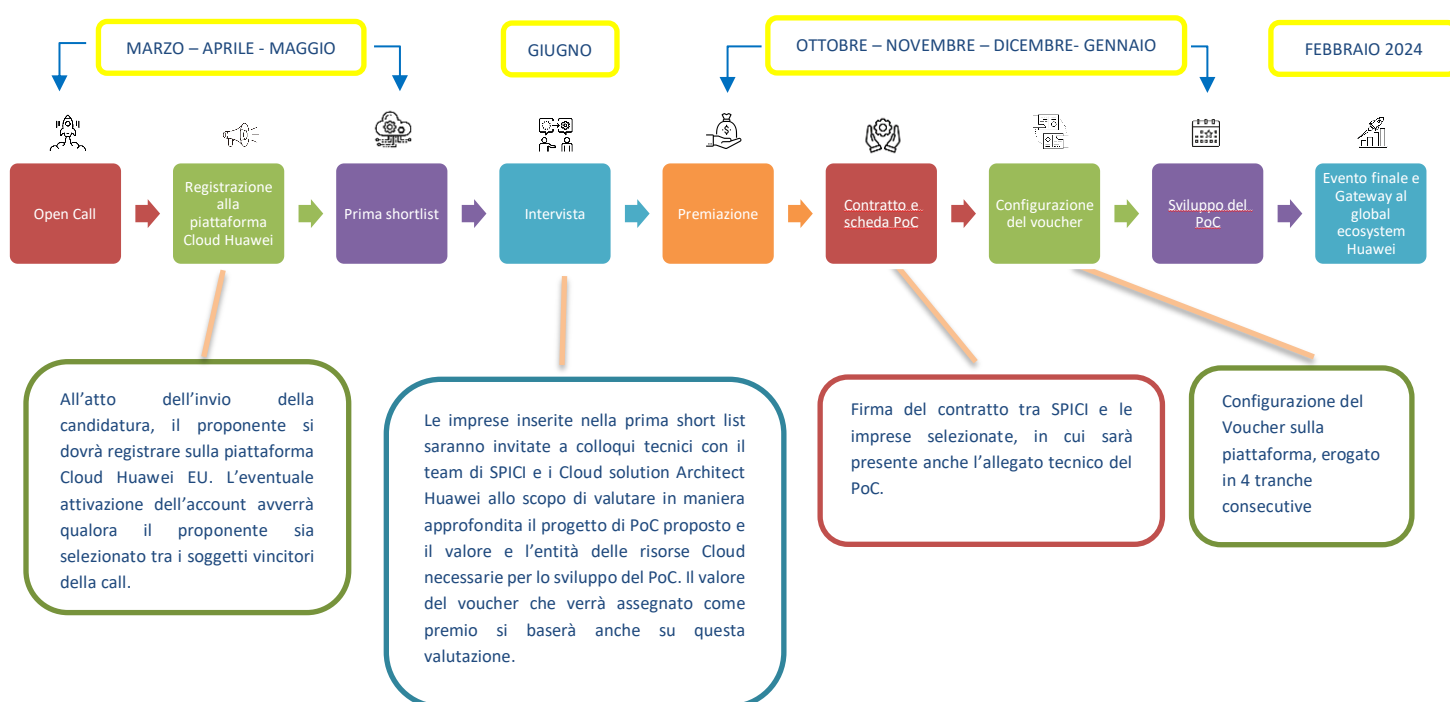 MARZO – APRILE - MAGGIO
GIUGNO
OTTOBRE – NOVEMBRE – DICEMBRE- GENNAIO
FEBBRAIO 2024
Open Call
Registrazione
alla
piattaforma
Cloud Huawei
Prima shortlist
Intervista
Premiazione
Contratto e
scheda PoC
Configurazione
del voucher
Sviluppo del
PoC
Evento finale e
Gateway al
global
ecosystem
Huawei
All’atto dell’invio della
candidatura, il proponente si
dovrà registrare sulla piattaforma
Cloud Huawei EU. L’eventuale
attivazione dell’account avverrà
qualora il proponente sia
selezionato tra i soggetti vincitori
della call.
Le imprese inserite nella prima short list
saranno invitate a colloqui tecnici con il
team di SPICI e i Cloud solution Architect
Huawei allo scopo di valutare in maniera
approfondita il progetto di PoC proposto e
il valore e l’entità delle risorse Cloud
necessarie per lo sviluppo del PoC. Il valore
del voucher che verrà assegnato come
premio si baserà anche su questa
valutazione.
Firma del contratto tra SPICI e le
imprese selezionate, in cui sarà
presente anche l’allegato tecnico del
PoC.
Configurazione del
Voucher sulla
piattaforma, erogato
in 4 tranche
consecutive